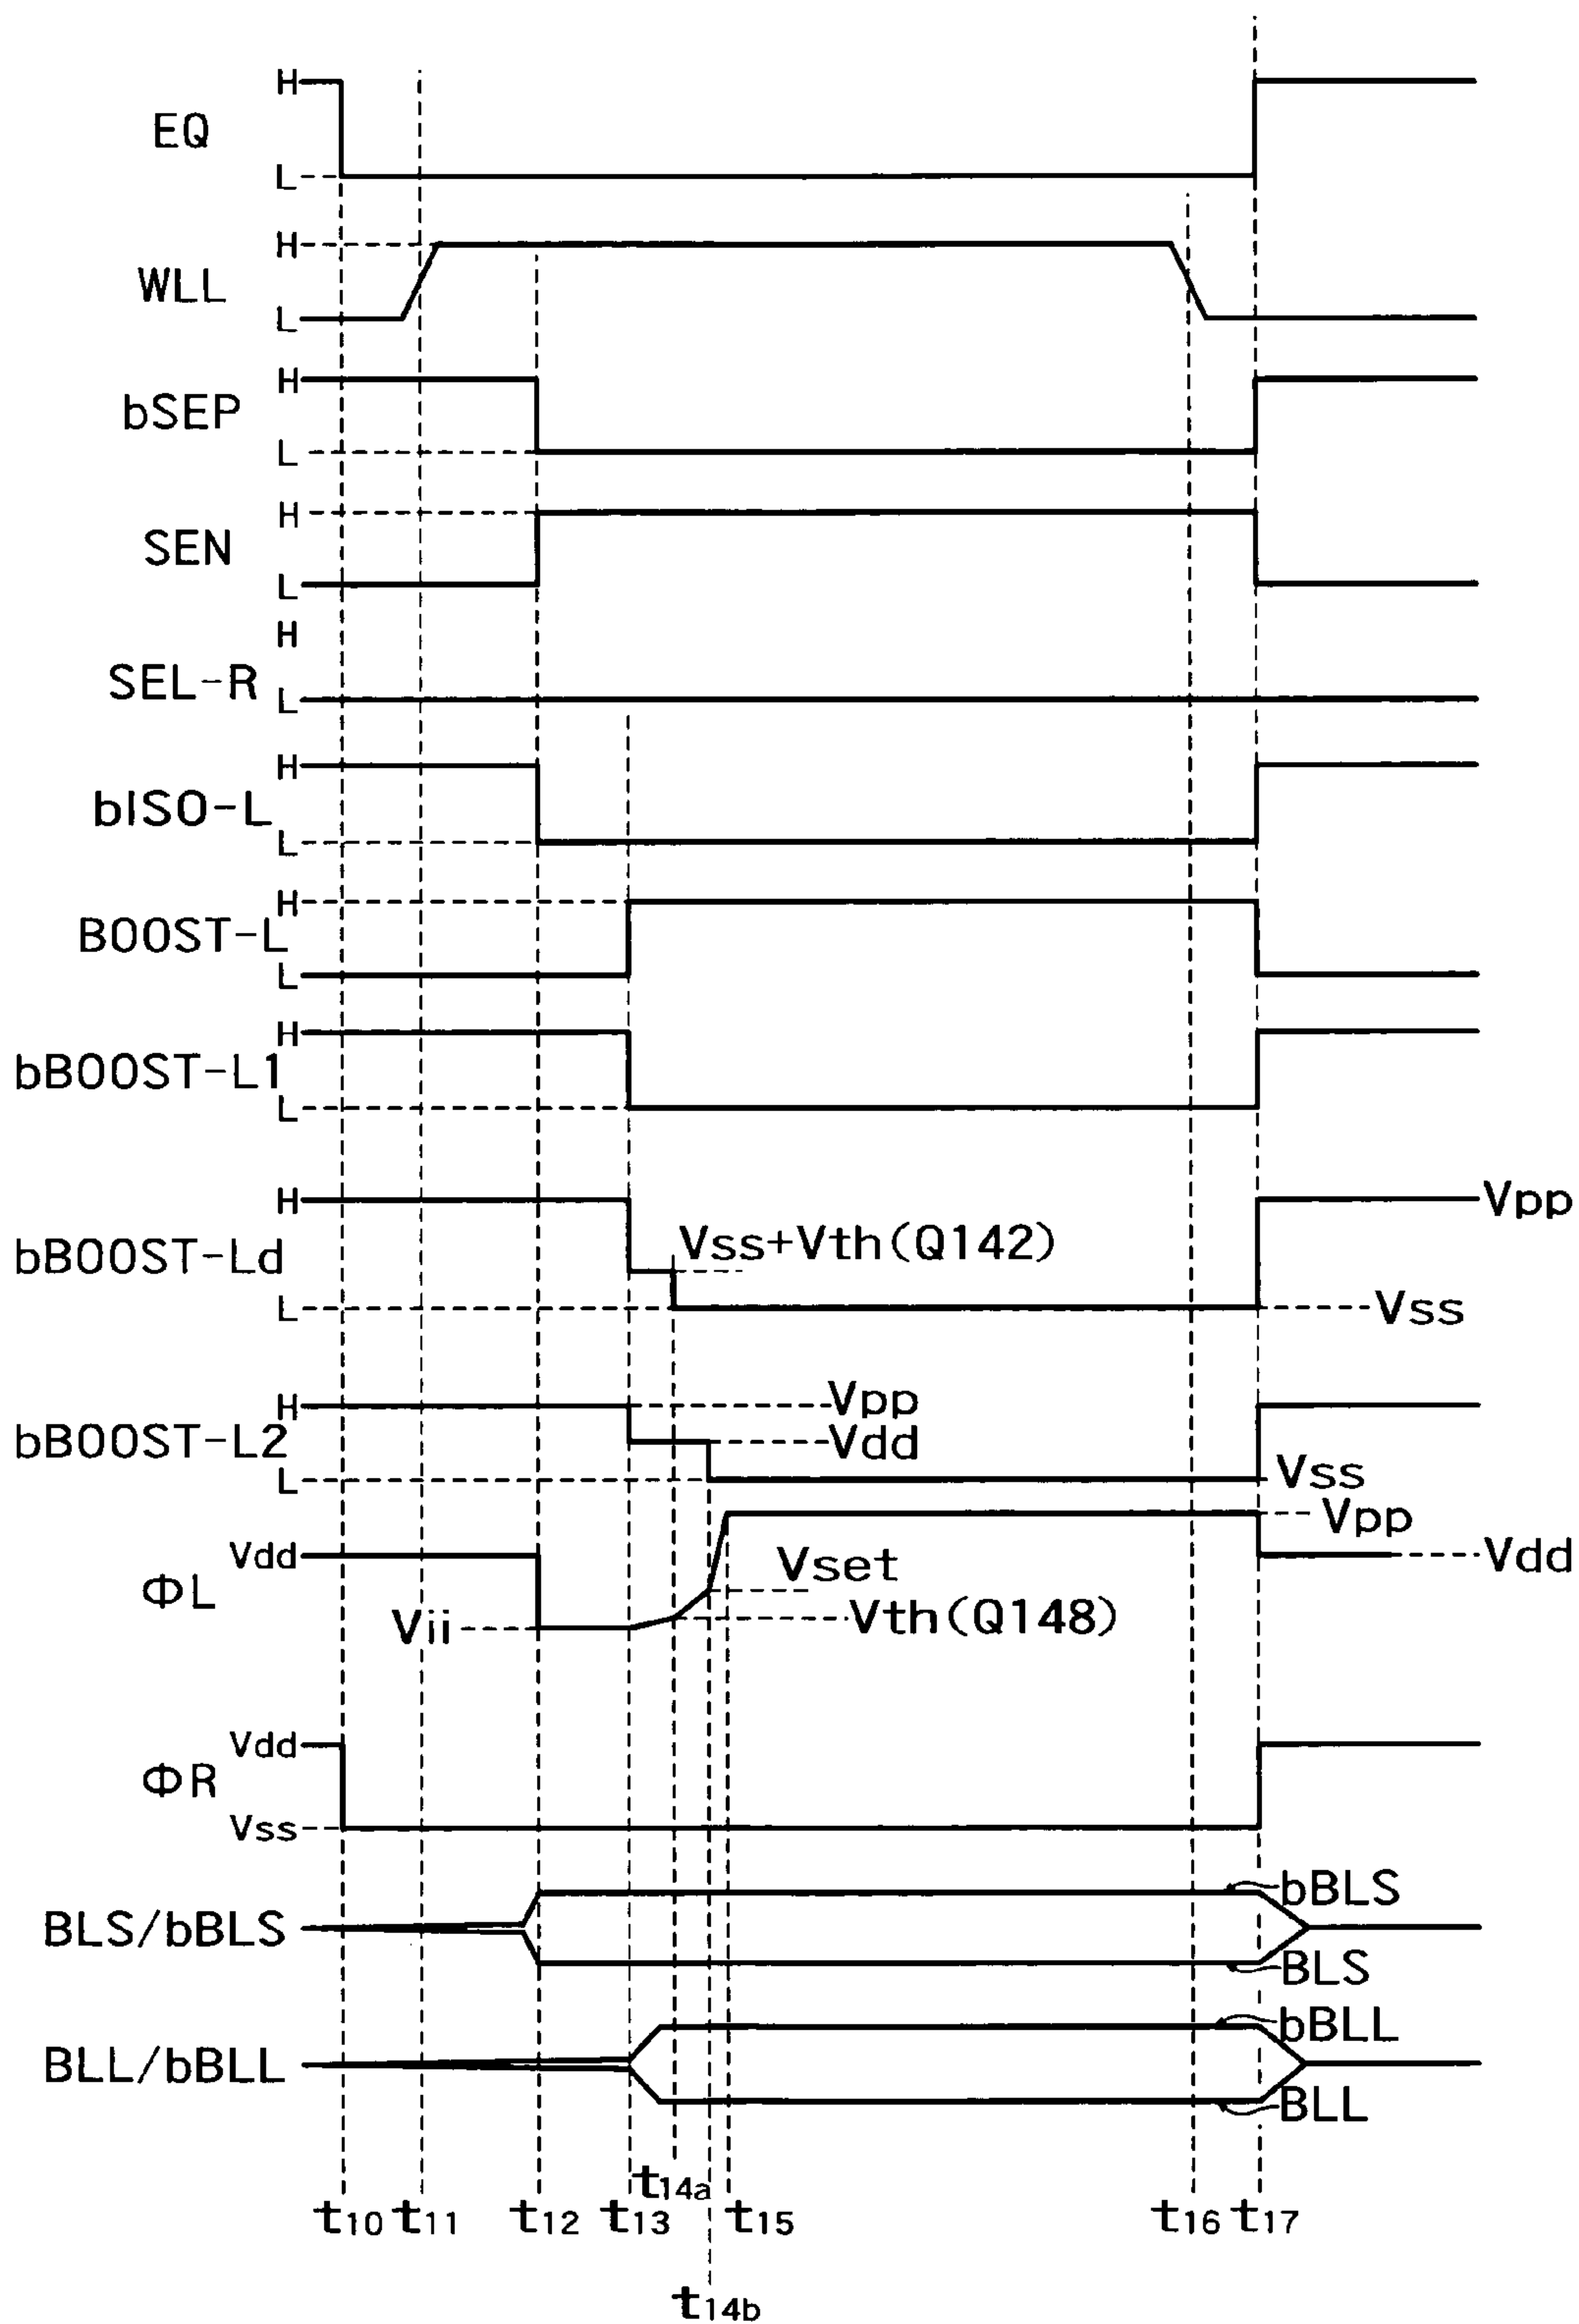 H
EQ
L
H
WLL
L
H
bSEP
L
H
SEN
L
H
SEL-R
L
H
bISO-L
L
H
BOOST-L
L
H
bBOOST-L1
L
H Vpp
bBOOST-Ld Vss+Vth(Q142)
L Vss
H Vpp
bBOOST-L2 Vdd
L Vss
Vpp
Vdd Vset Vdd
ΦL
Vii Vth(Q148)
Vdd
ΦR
Vss
bBLS
BLS/bBLS
BLS
bBLL
BLL/bBLL
BLL
t14a
t10 t11 t12 t13 t15 t16 t17
t14b